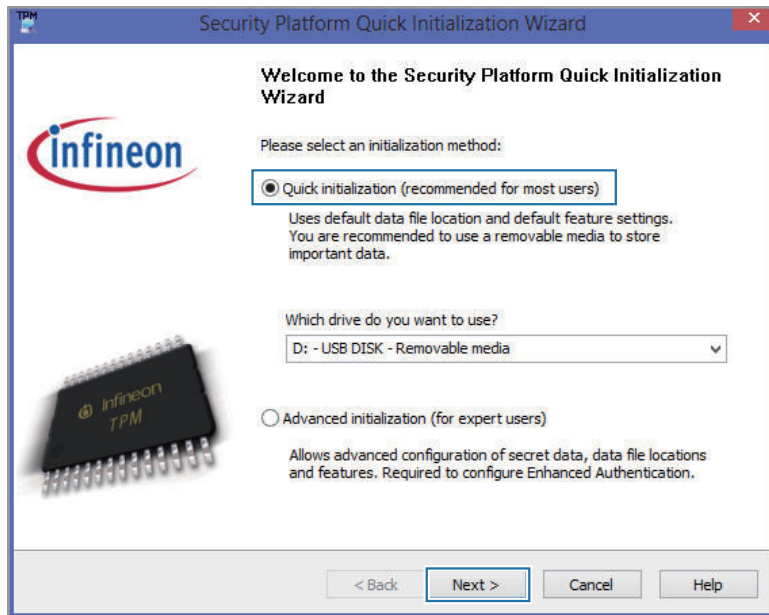 TPM
Security Platform Quick Initialization Wizard
Welcome to the Security Platform Quick Initialization
Wizard
infineon
Please select an initialization method:
Quick initialization (recommended for most users)
Uses default data file location and default feature settings.
You are recommended to use a removable media to store
important data.
Which drive do you want to use?
D: - USB DISK - Removable media
Infineon
TPM
Advanced initialization (for expert users)
Allows advanced configuration of secret data, data file locations
and features. Required to configure Enhanced Authentication.
< Back
Next >
Cancel
Help